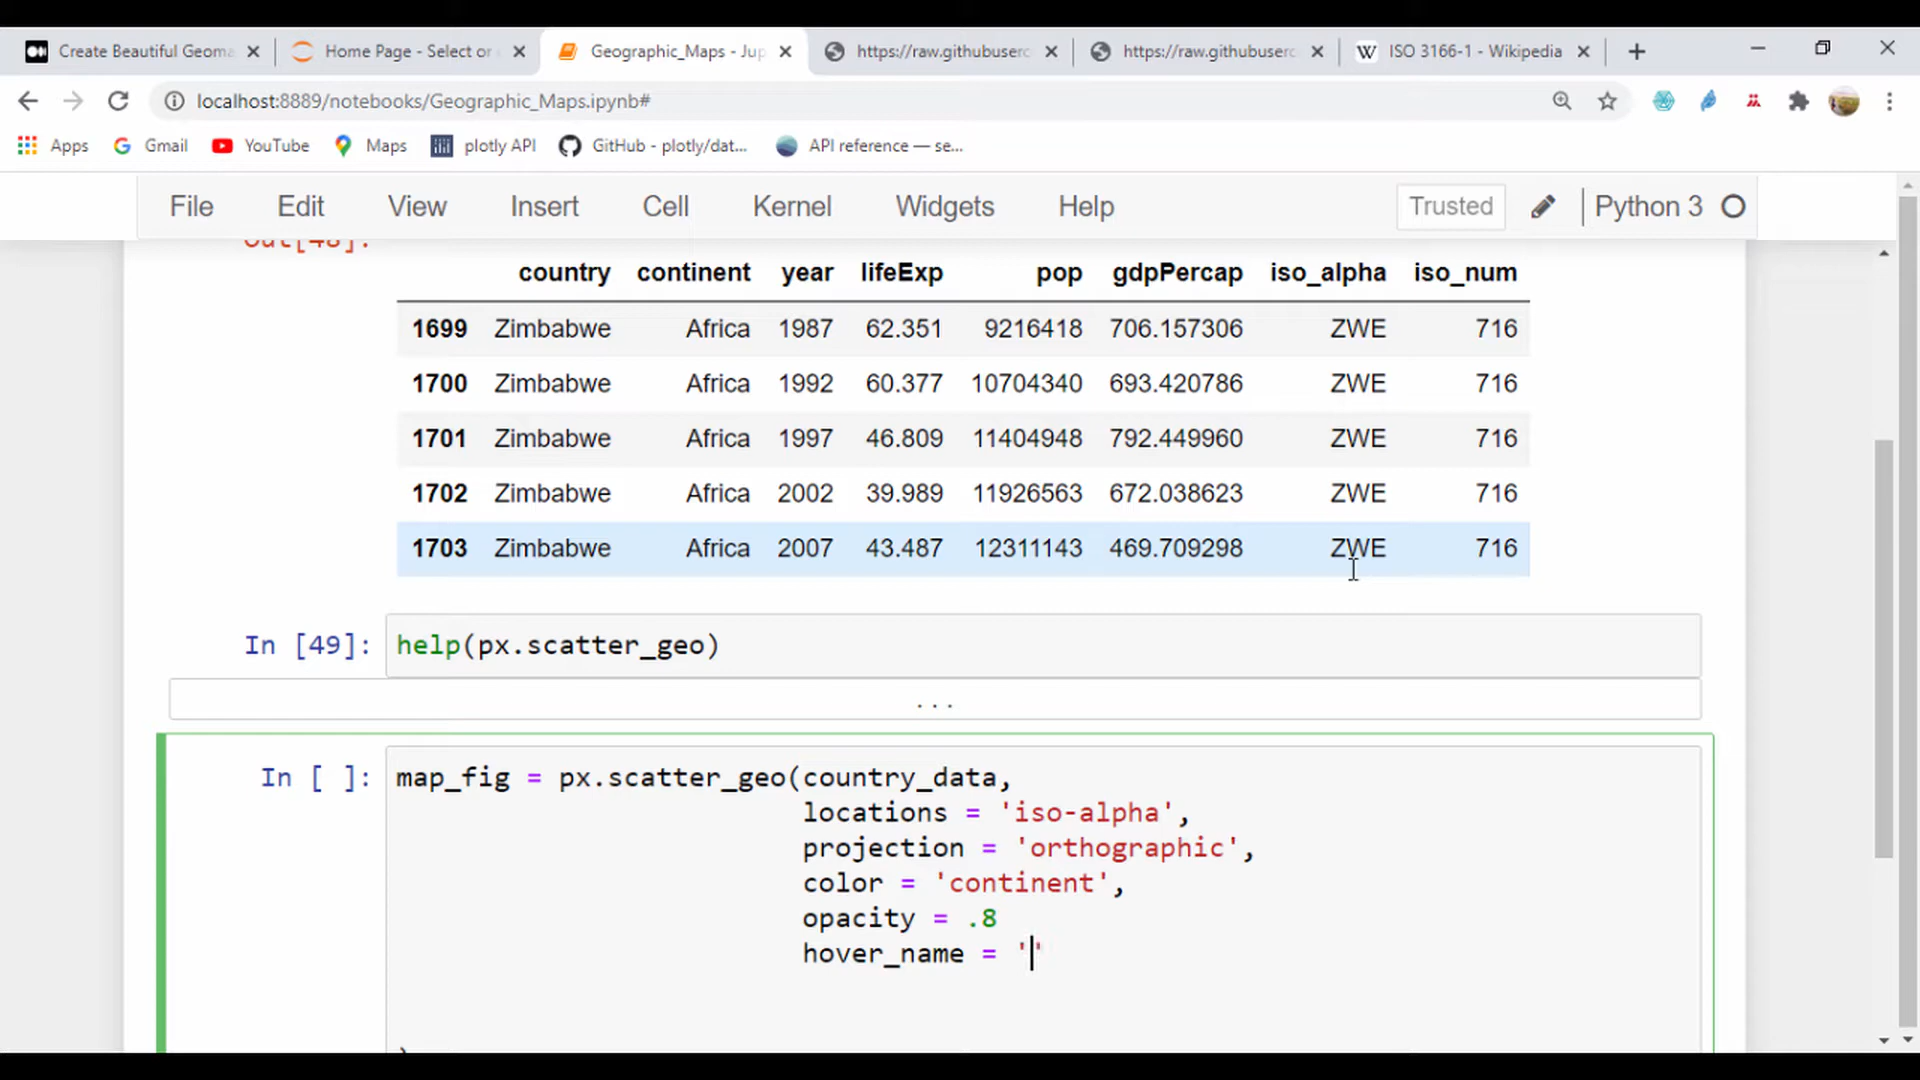 Create Beautiful Geoma
Home Page - Select or
Geographic_Maps - Jup
https://raw.githubuserc
https://raw.githubuserc
ISO 3166-1 - Wikipedia
localhost:8889/notebooks/Geographic_Maps.ipynb#
Apps Gmail YouTube Maps plotly API GitHub - plotly/dat... API reference — se...
File Edit View Insert Cell Kernel Widgets Help Trusted Python 3
Out[48]:
country continent year lifeExp pop gdpPercap iso_alpha iso_num
1699 Zimbabwe Africa 1987 62.351 9216418 706.157306 ZWE 716
1700 Zimbabwe Africa 1992 60.377 10704340 693.420786 ZWE 716
1701 Zimbabwe Africa 1997 46.809 11404948 792.449960 ZWE 716
1702 Zimbabwe Africa 2002 39.989 11926563 672.038623 ZWE 716
1703 Zimbabwe Africa 2007 43.487 12311143 469.709298 ZWE 716
In [49]: help(px.scatter_geo)
...
In [ ]: map_fig = px.scatter_geo(country_data,
locations = 'iso-alpha',
projection = 'orthographic',
color = 'continent',
opacity = .8
hover_name = ''
)